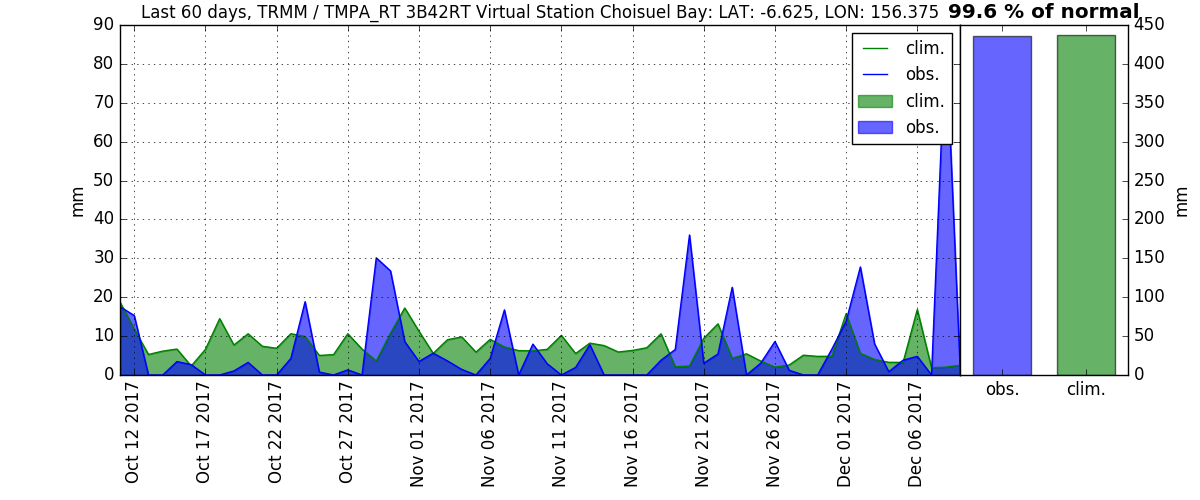 Last 60 days, TRMM / TMPA_RT 3B42RT Virtual Station Choisuel Bay: LAT: -6.625, LON: 156.375
99.6 % of normal
mm
90
80
70
60
50
40
30
20
10
0
clim.
obs.
clim.
obs.
450
400
350
300
250
200
150
100
50
0
mm
Oct 12 2017
Oct 17 2017
Oct 22 2017
Oct 27 2017
Nov 01 2017
Nov 06 2017
Nov 11 2017
Nov 16 2017
Nov 21 2017
Nov 26 2017
Dec 01 2017
Dec 06 2017
obs.
clim.